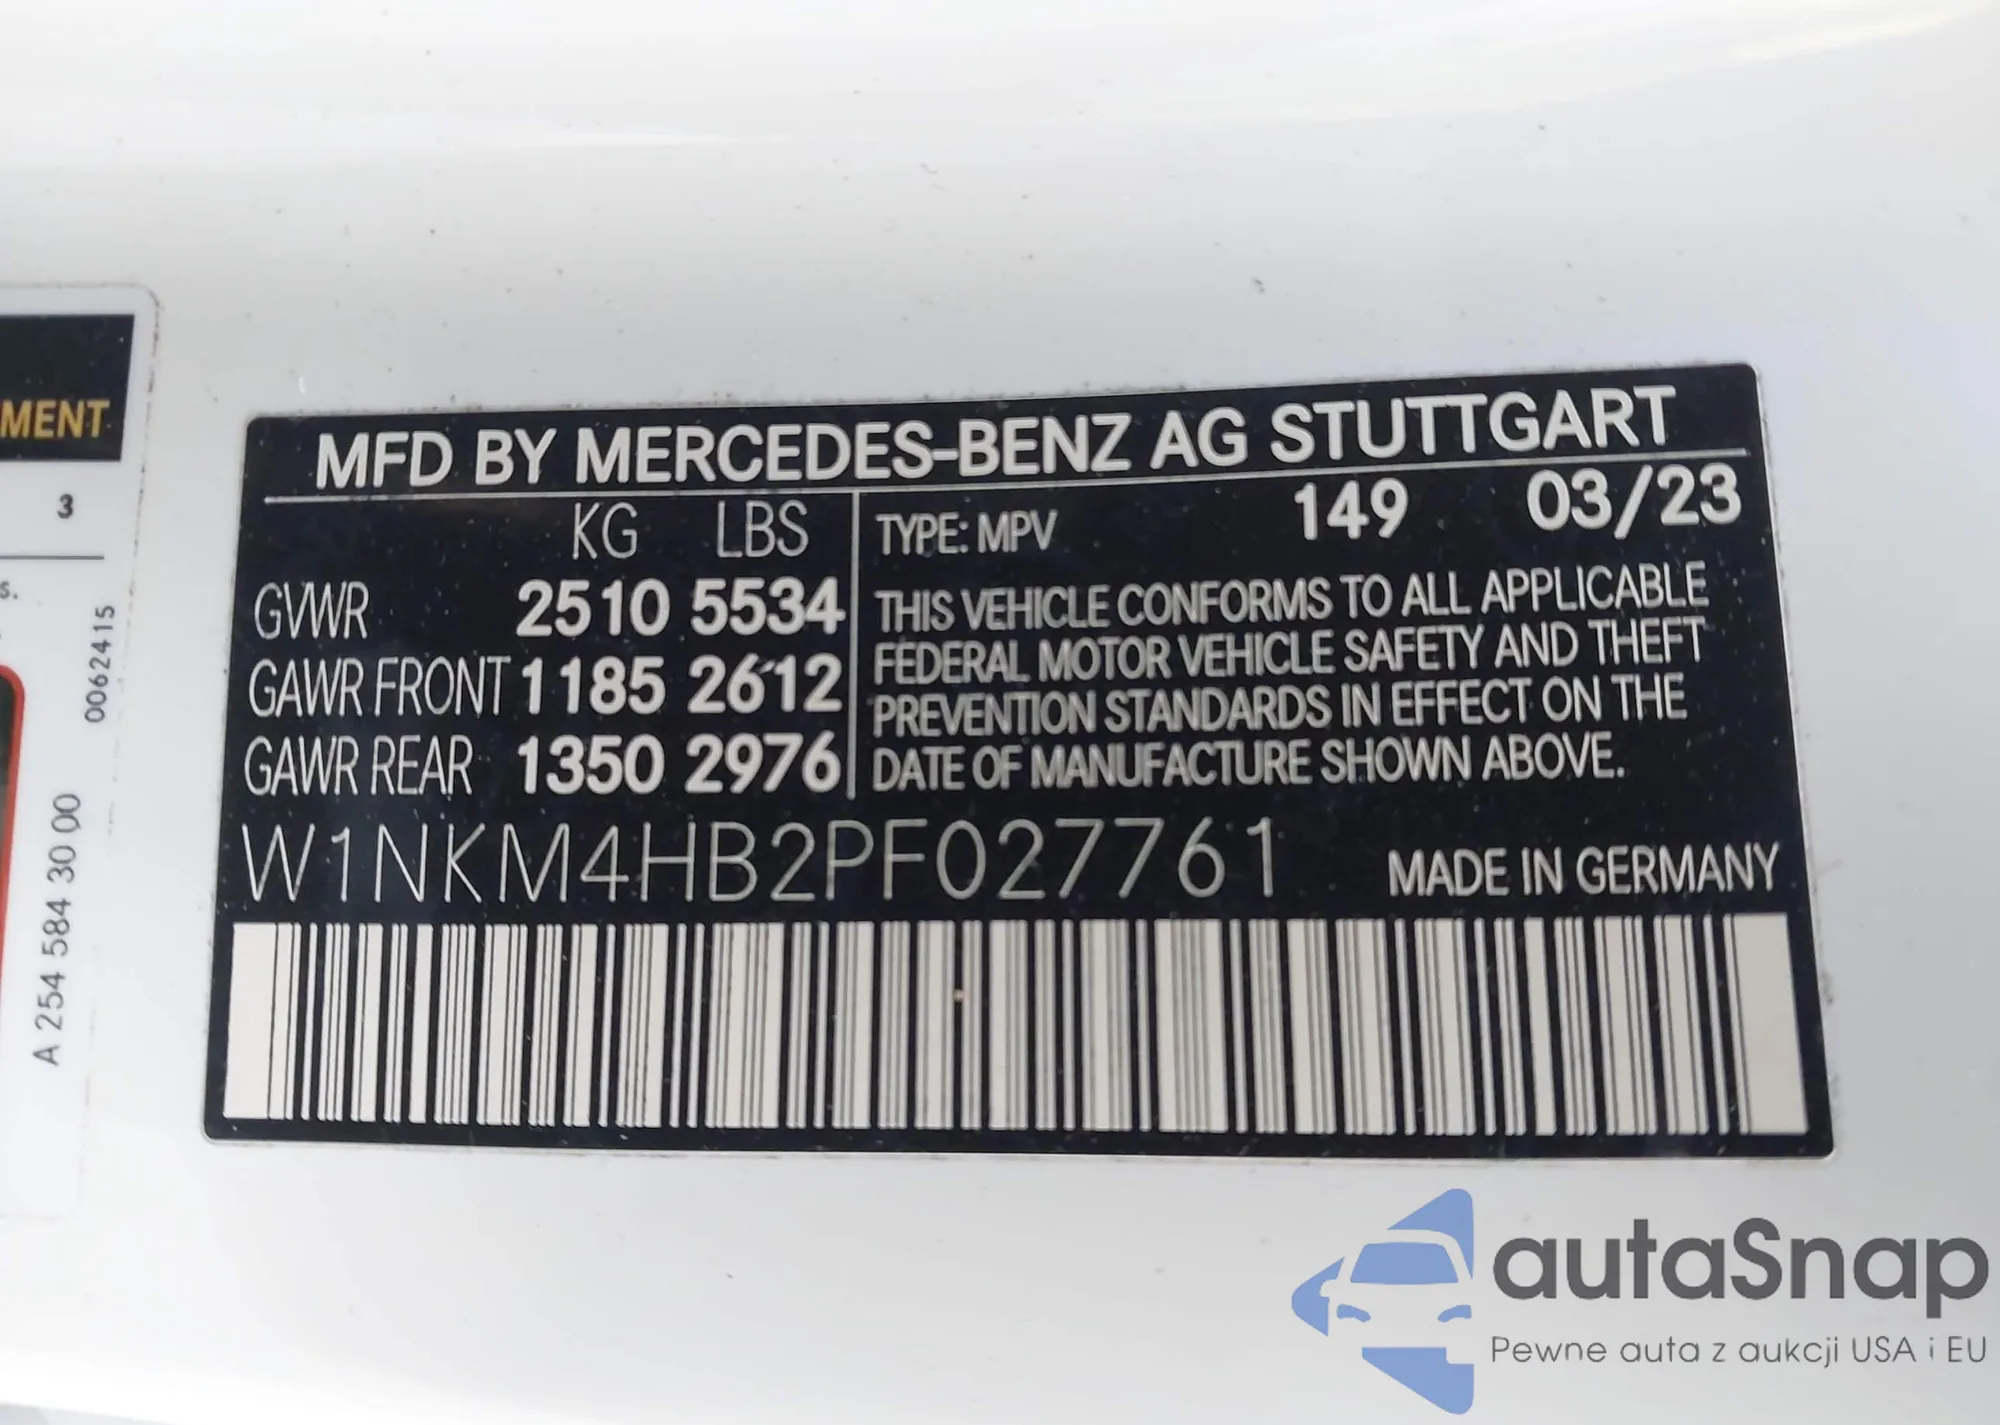 MENT
3
s.
0062415
A 254 584 30 00
MFD BY MERCEDES-BENZ AG STUTTGART
KG LBS
GVWR 2510 5534
GAWR FRONT 1185 2612
GAWR REAR 1350 2976
TYPE: MPV 149 03/23
THIS VEHICLE CONFORMS TO ALL APPLICABLE
FEDERAL MOTOR VEHICLE SAFETY AND THEFT
PREVENTION STANDARDS IN EFFECT ON THE
DATE OF MANUFACTURE SHOWN ABOVE.
W1NKM4HB2PF027761 MADE IN GERMANY
autaSnap
Pewne auta z aukcji USA i EU